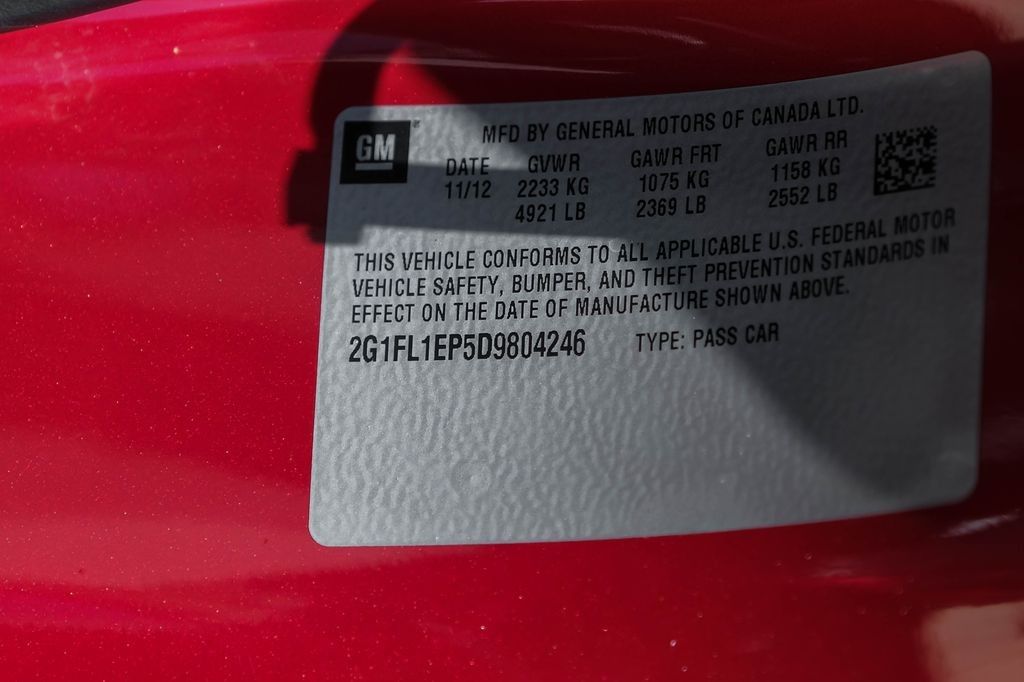 GM
MFD BY GENERAL MOTORS OF CANADA LTD.
DATE GVWR GAWR FRT GAWR RR
11/12 2233 KG 1075 KG 1158 KG
4921 LB 2369 LB 2552 LB
THIS VEHICLE CONFORMS TO ALL APPLICABLE U.S. FEDERAL MOTOR
VEHICLE SAFETY, BUMPER, AND THEFT PREVENTION STANDARDS IN
EFFECT ON THE DATE OF MANUFACTURE SHOWN ABOVE.
2G1FL1EP5D9804246 TYPE: PASS CAR